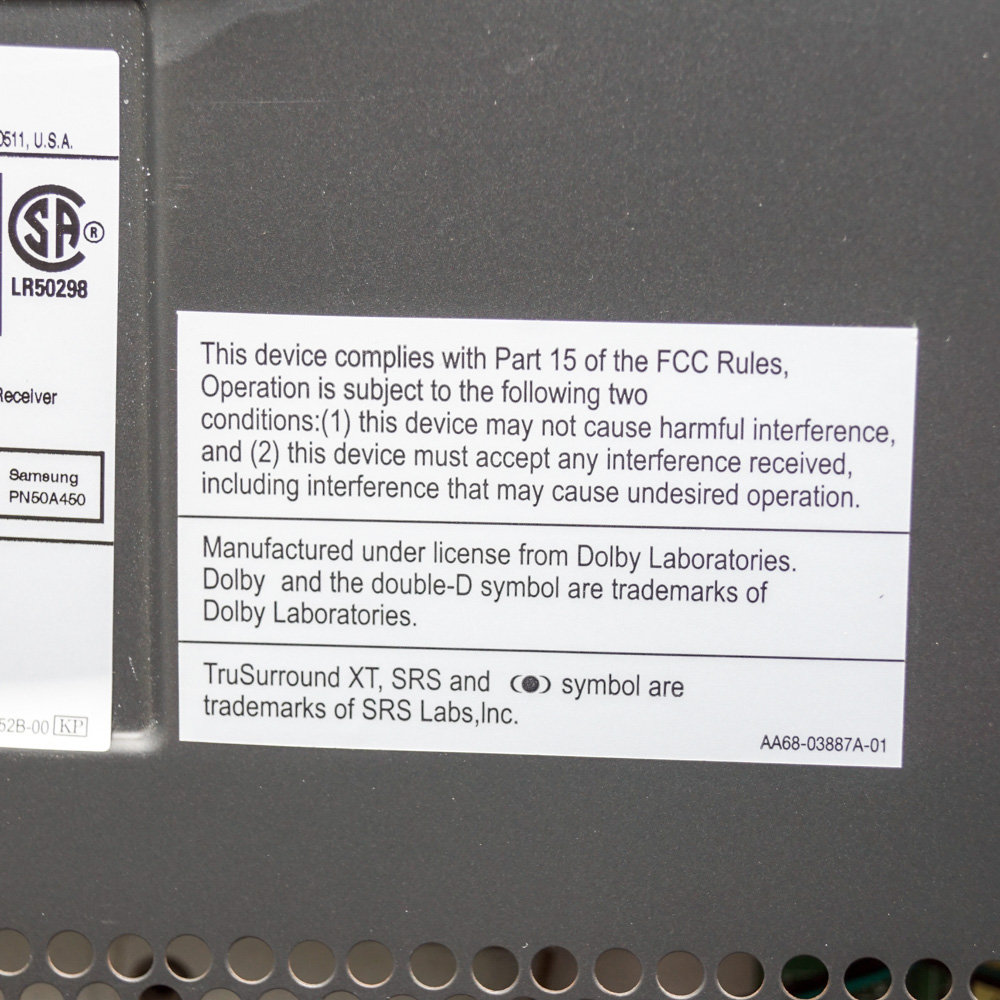 U.S.A.
SA ®
LR50298
Receiver
Samsung
PN50A450
KP
This device complies with Part 15 of the FCC Rules,
Operation is subject to the following two
conditions:(1) this device may not cause harmful interference,
and (2) this device must accept any interference received,
including interference that may cause undesired operation.
Manufactured under license from Dolby Laboratories.
Dolby and the double-D symbol are trademarks of
Dolby Laboratories.
TruSurround XT, SRS and symbol are
trademarks of SRS Labs,Inc.
AA68-03887A-01